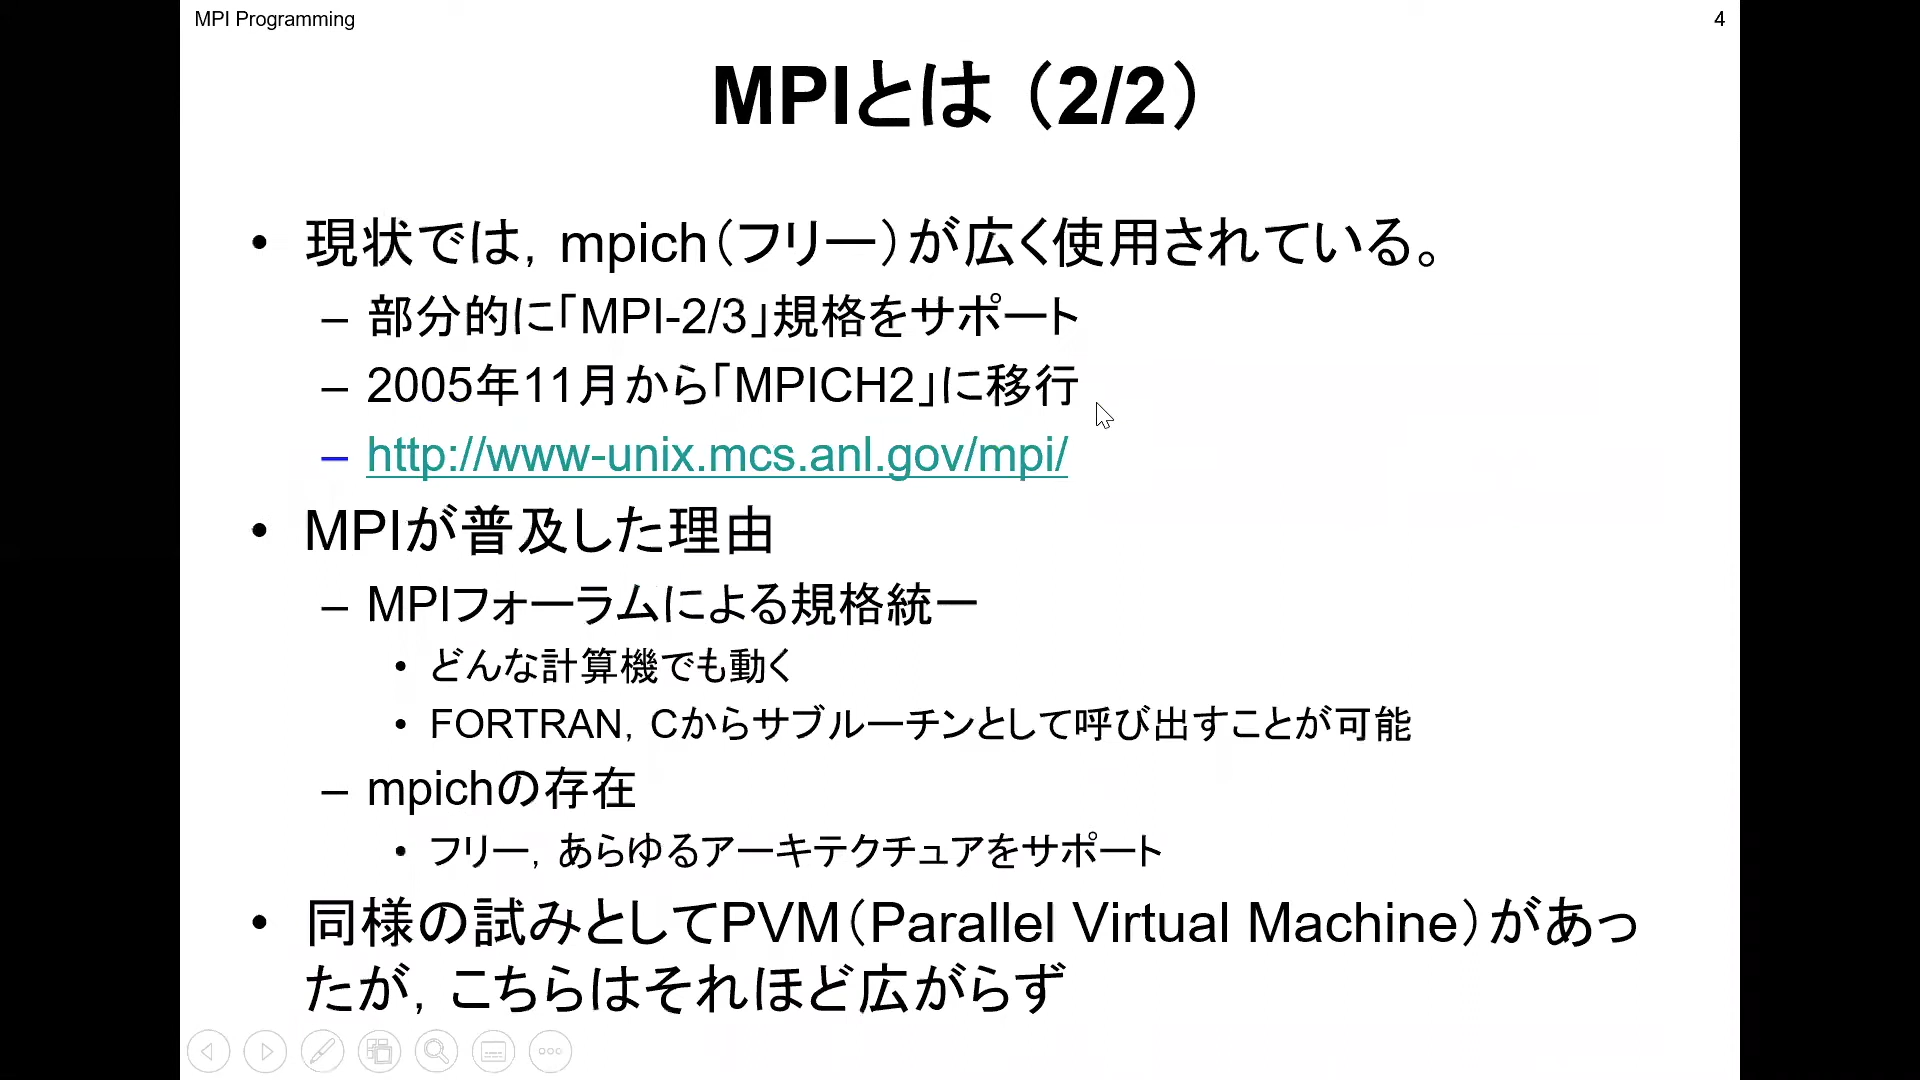 MPI Programming
4
MPIとは（2/2）
• 現状では，mpich（フリー）が広く使用されている。
– 部分的に「MPI-2/3」規格をサポート
– 2005年11月から「MPICH2」に移行
– http://www-unix.mcs.anl.gov/mpi/
• MPIが普及した理由
– MPIフォーラムによる規格統一
• どんな計算機でも動く
• FORTRAN，Cからサブルーチンとして呼び出すことが可能
– mpichの存在
• フリー，あらゆるアーキテクチュアをサポート
• 同様の試みとしてPVM（Parallel Virtual Machine）があっ
たが，こちらはそれほど広がらず